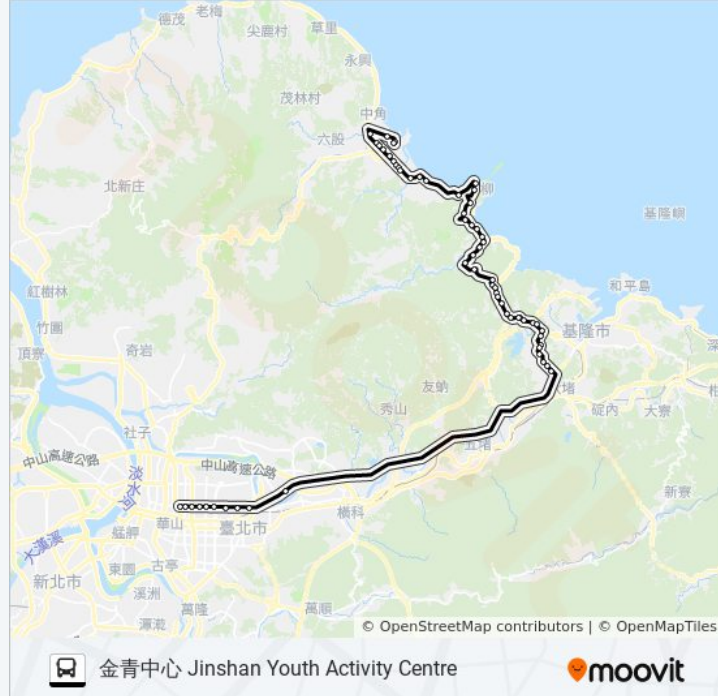 老梅
德茂
草里
尖鹿村
永興
茂林村
中角
六股
北新庄
柳
基隆嶼
紅樹林
和平島
竹圍
基隆市
頂寮
奇岩
友蚋
堵
秀山
碇內
大寮
社子
五堵
中山高速公路
中山高速公路
淡水河
新寮
橫科
華山
臺北市
艋舺
大漢溪
東園
古亭
新北市
溪洲
萬隆
萬順
© OpenStreetMap contributors | © OpenMapTiles
金青中心 Jinshan Youth Activity Centre
moovit